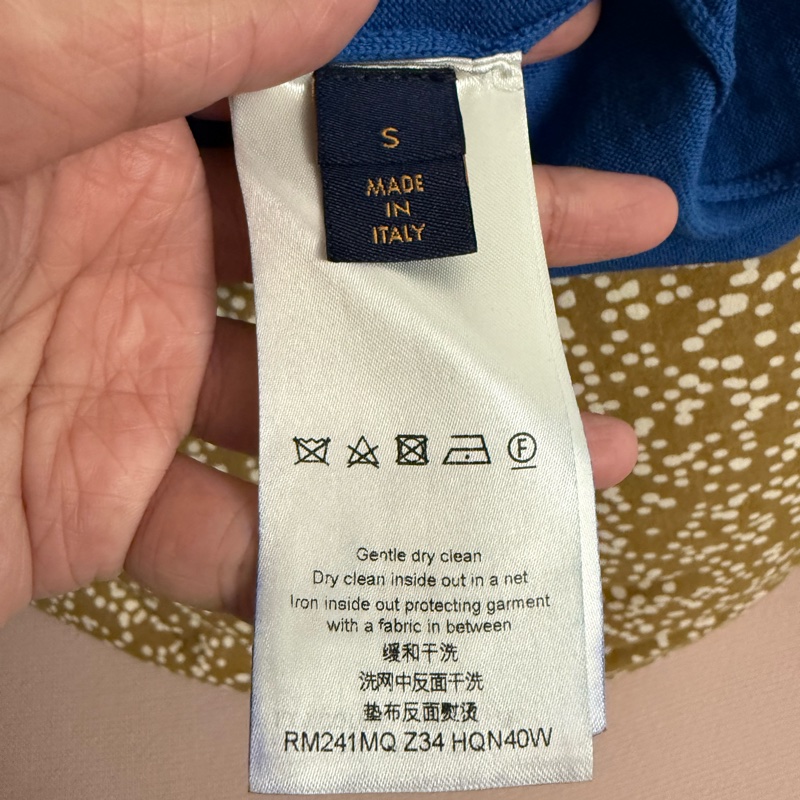 S
MADE
IN
ITALY
F
Gentle dry clean
Dry clean inside out in a net
Iron inside out protecting garment
with a fabric in between
缓和干洗
洗网中反面干洗
垫布反面熨烫
RM241MQ Z34 HQN40W